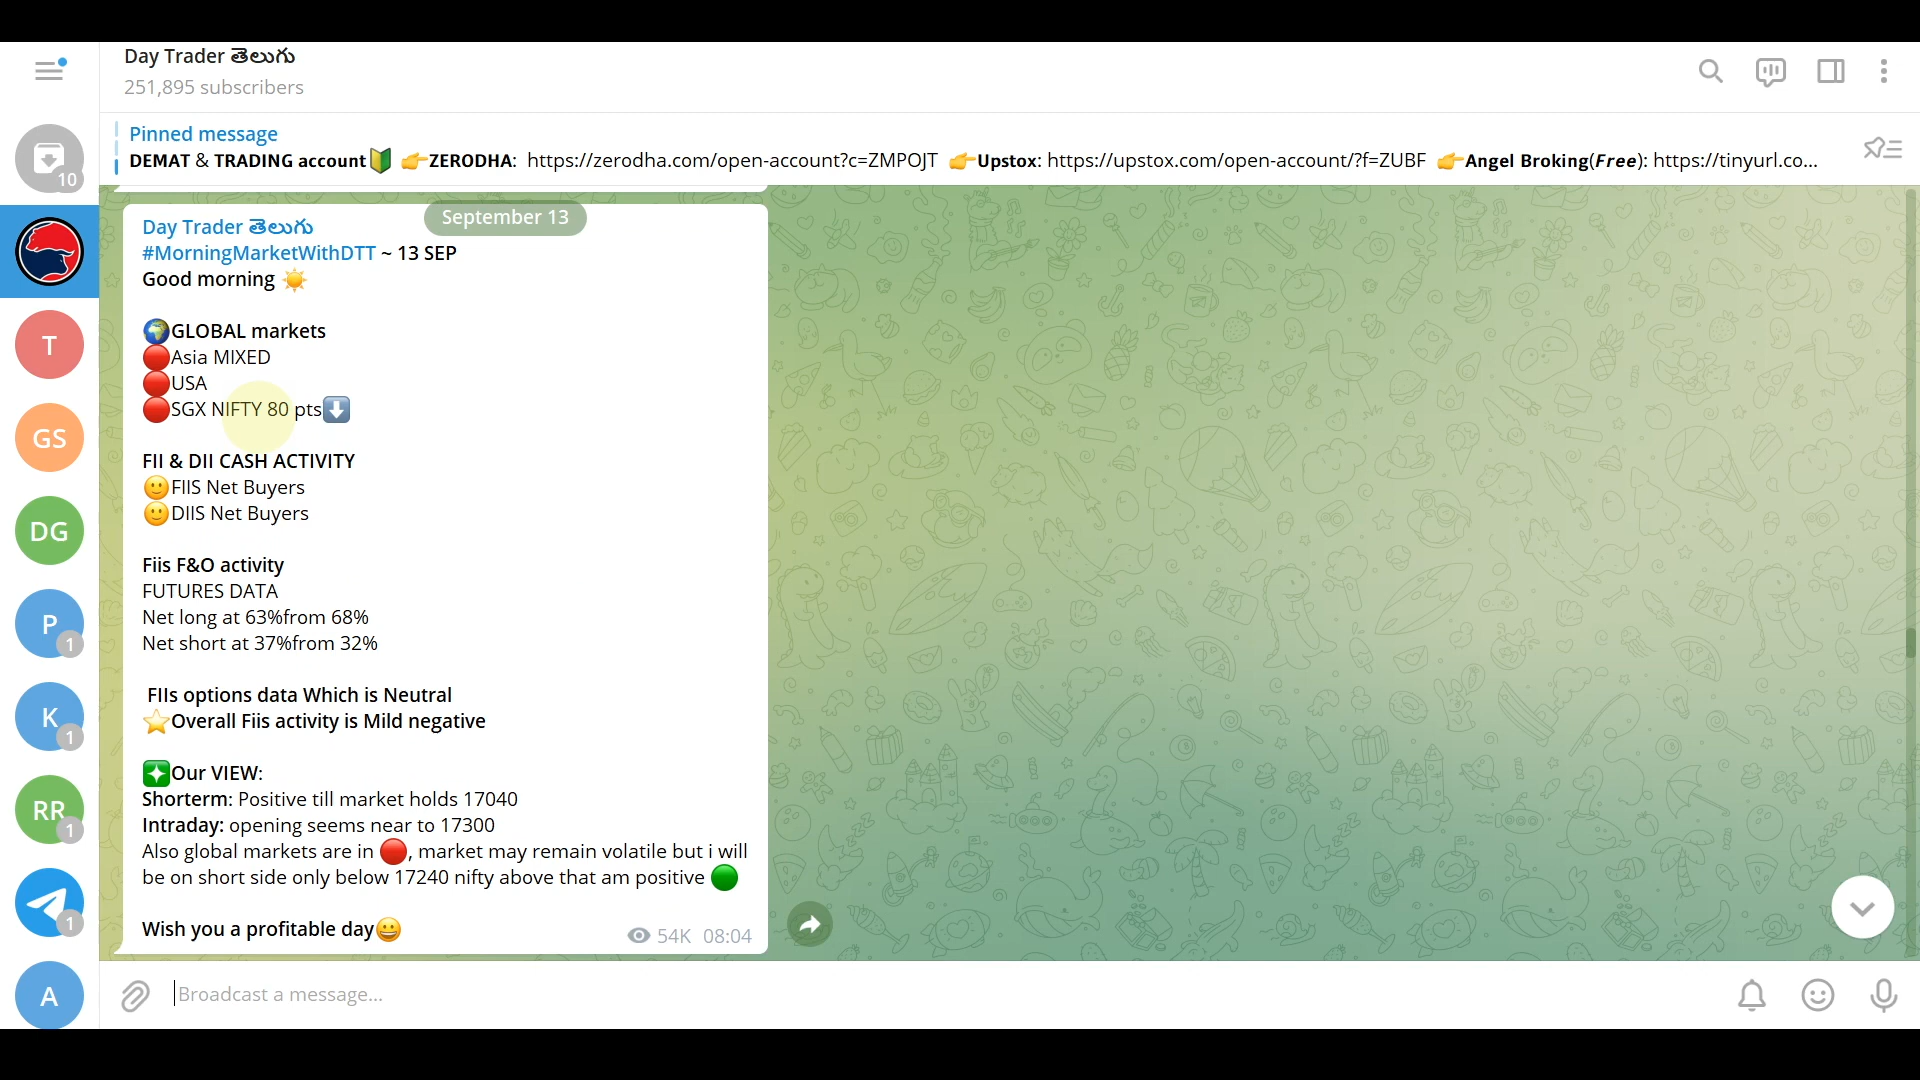 Day Trader తెలుగు
251,895 subscribers
Pinned message
DEMAT & TRADING account🔰 👉ZERODHA: https://zerodha.com/open-account?c=ZMPOJT 👉Upstox: https://upstox.com/open-account/?f=ZUBF 👉Angel Broking(Free): https://tinyurl.co...
10
September 13
Day Trader తెలుగు
#MorningMarketWithDTT ~ 13 SEP
Good morning ☀️
🌍GLOBAL markets
🔴Asia MIXED
🔴USA
🔴SGX NIFTY 80 pts⬇️
FII & DII CASH ACTIVITY
🙂FIIS Net Buyers
🙂DIIS Net Buyers
Fiis F&O activity
FUTURES DATA
Net long at 63%from 68%
Net short at 37%from 32%
FIIs options data Which is Neutral
⭐Overall Fiis activity is Mild negative
❇️Our VIEW:
Shorterm: Positive till market holds 17040
Intraday: opening seems near to 17300
Also global markets are in 🔴, market may remain volatile but i will
be on short side only below 17240 nifty above that am positive 🟢
Wish you a profitable day😀
54K 08:04
T
GS
DG
P
1
K
1
RR
1
1
A
Broadcast a message...